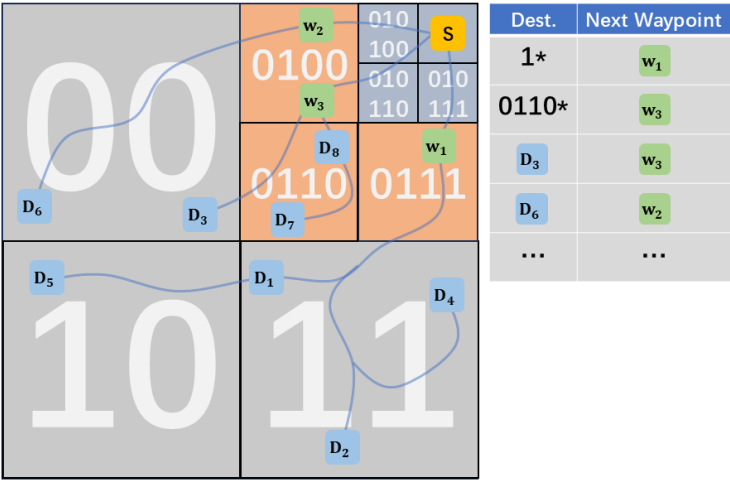 w₂
010
100
S
0100
w₃
010
110
010
111
00
D₈
w₁
0110
0111
D₆
D₃
D₇
D₅
D₁
D₄
10
11
D₂
Dest. Next Waypoint
1* w₁
0110* w₃
D₃ w₃
D₆ w₂
... ...